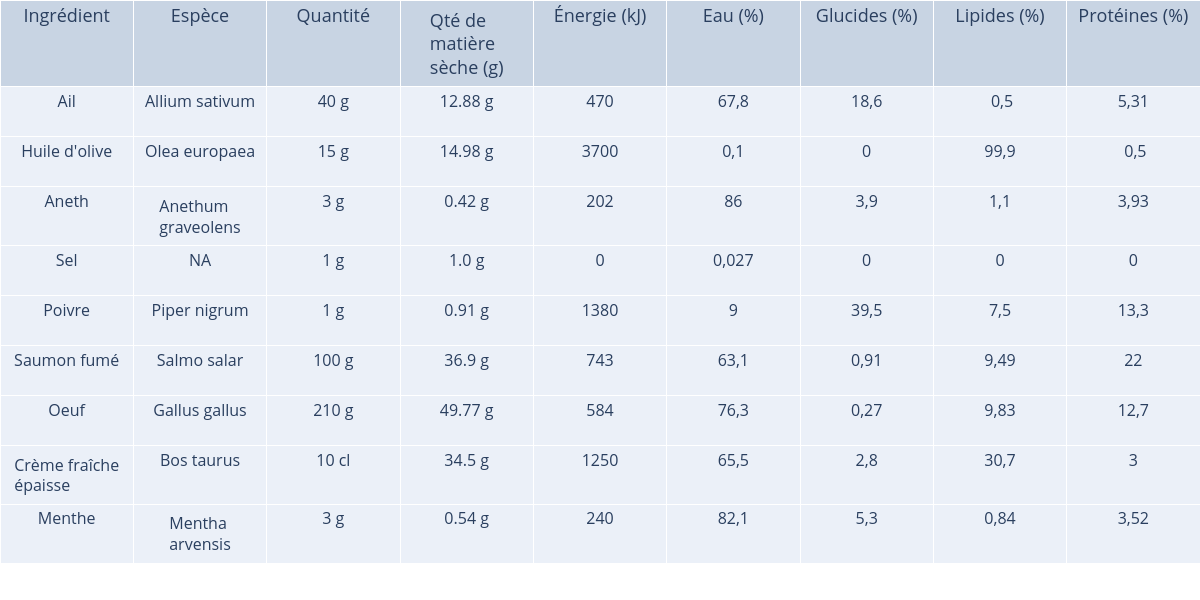 Ingrédient Espèce Quantité Qté de matière sèche (g) Énergie (kJ) Eau (%) Glucides (%) Lipides (%) Protéines (%)
Ail Allium sativum 40 g 12.88 g 470 67,8 18,6 0,5 5,31
Huile d'olive Olea europaea 15 g 14.98 g 3700 0,1 0 99,9 0,5
Aneth Anethum graveolens 3 g 0.42 g 202 86 3,9 1,1 3,93
Sel NA 1 g 1.0 g 0 0,027 0 0 0
Poivre Piper nigrum 1 g 0.91 g 1380 9 39,5 7,5 13,3
Saumon fumé Salmo salar 100 g 36.9 g 743 63,1 0,91 9,49 22
Oeuf Gallus gallus 210 g 49.77 g 584 76,3 0,27 9,83 12,7
Crème fraîche épaisse Bos taurus 10 cl 34.5 g 1250 65,5 2,8 30,7 3
Menthe Mentha arvensis 3 g 0.54 g 240 82,1 5,3 0,84 3,52